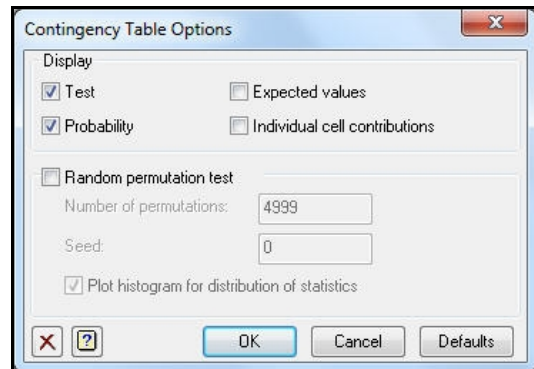 Contingency Table Options
Display
Test
Expected values
Probability
Individual cell contributions
Random permutation test
Number of permutations: 4999
Seed: 0
Plot histogram for distribution of statistics
OK Cancel Defaults